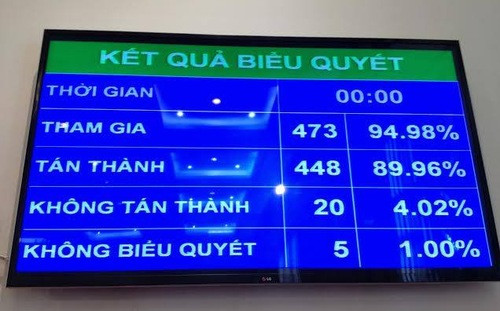 KẾT QUẢ BIỂU QUYẾT
THỜI GIAN 00:00
THAM GIA 473 94.98%
TÁN THÀNH 448 89.96%
KHÔNG TÁN THÀNH 20 4.02%
KHÔNG BIỂU QUYẾT 5 1.00%